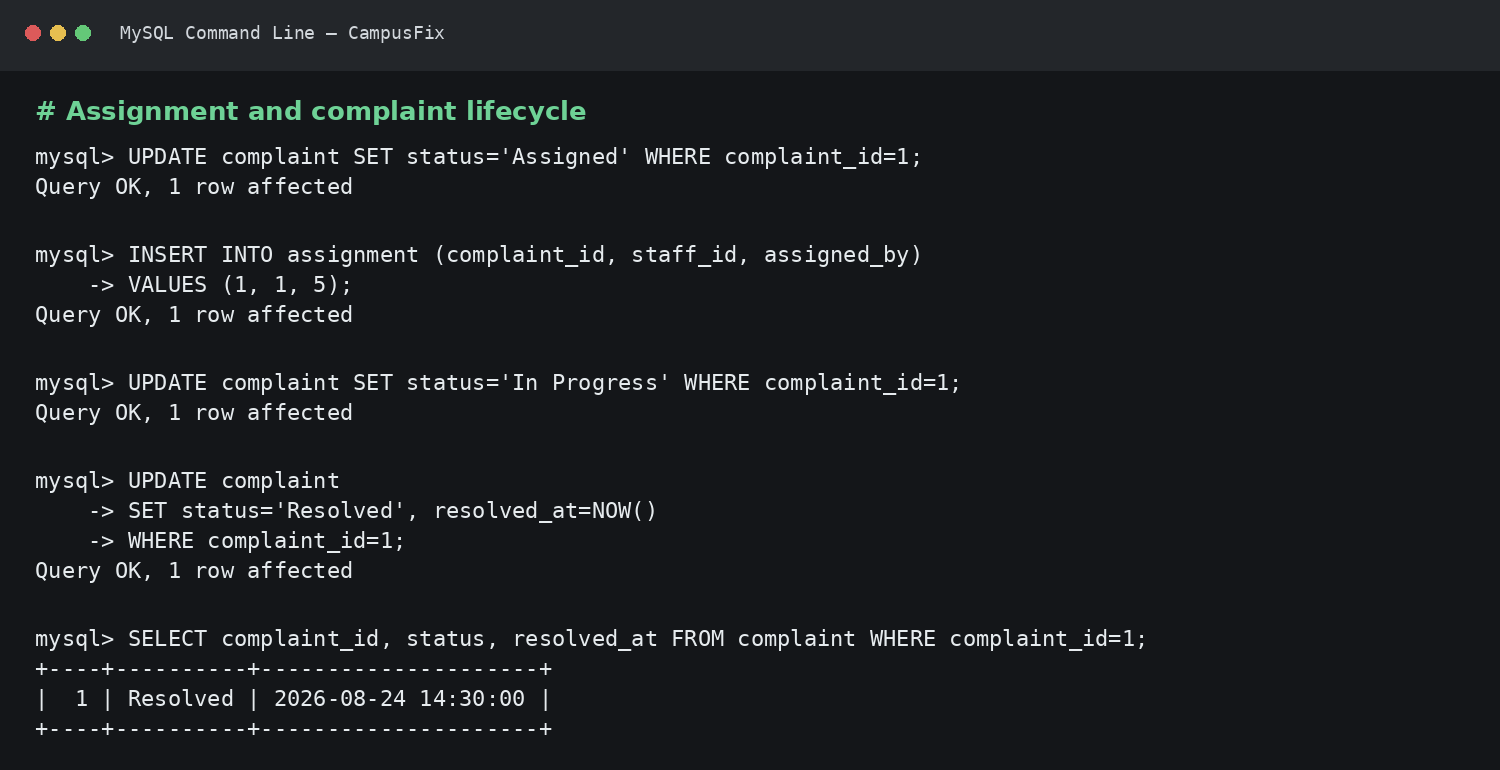 MySQL Command Line — CampusFix
# Assignment and complaint lifecycle
mysql> UPDATE complaint SET status='Assigned' WHERE complaint_id=1;
Query OK, 1 row affected
mysql> INSERT INTO assignment (complaint_id, staff_id, assigned_by)
    -> VALUES (1, 1, 5);
Query OK, 1 row affected
mysql> UPDATE complaint SET status='In Progress' WHERE complaint_id=1;
Query OK, 1 row affected
mysql> UPDATE complaint
    -> SET status='Resolved', resolved_at=NOW()
    -> WHERE complaint_id=1;
Query OK, 1 row affected
mysql> SELECT complaint_id, status, resolved_at FROM complaint WHERE complaint_id=1;
+----+----------+---------------------+
|  1 | Resolved | 2026-08-24 14:30:00 |
+----+----------+---------------------+